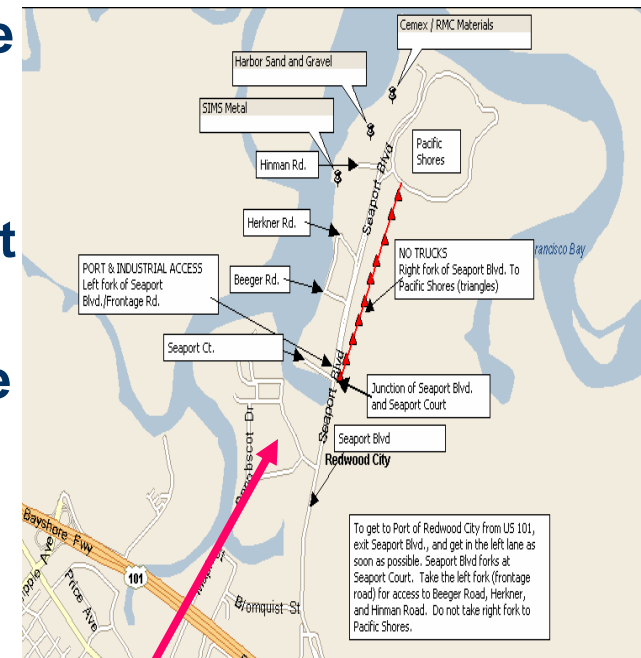 Cemex / RMC Materials
Harbor Sand and Gravel
SIMS Metal
Pacific
Shores
Hinman Rd.
Seaport Blvd
Herkner Rd.
NO TRUCKS
Right fork of Seaport Blvd. To
Pacific Shores (triangles)
PORT & INDUSTRIAL ACCESS
Left fork of Seaport
Blvd./Frontage Rd.
Beeger Rd.
Seaport Ct.
Junction of Seaport Blvd.
and Seaport Court
Seaport Blvd
Seaport Blvd
Redwood City
Bayshore Fwy
101
Price Ave
Blomquist St
To get to Port of Redwood City from US 101,
exit Seaport Blvd., and get in the left lane as
soon as possible. Seaport Blvd forks at
Seaport Court. Take the left fork (frontage
road) for access to Beeger Road, Herkner,
and Hinman Road. Do not take right fork to
Pacific Shores.